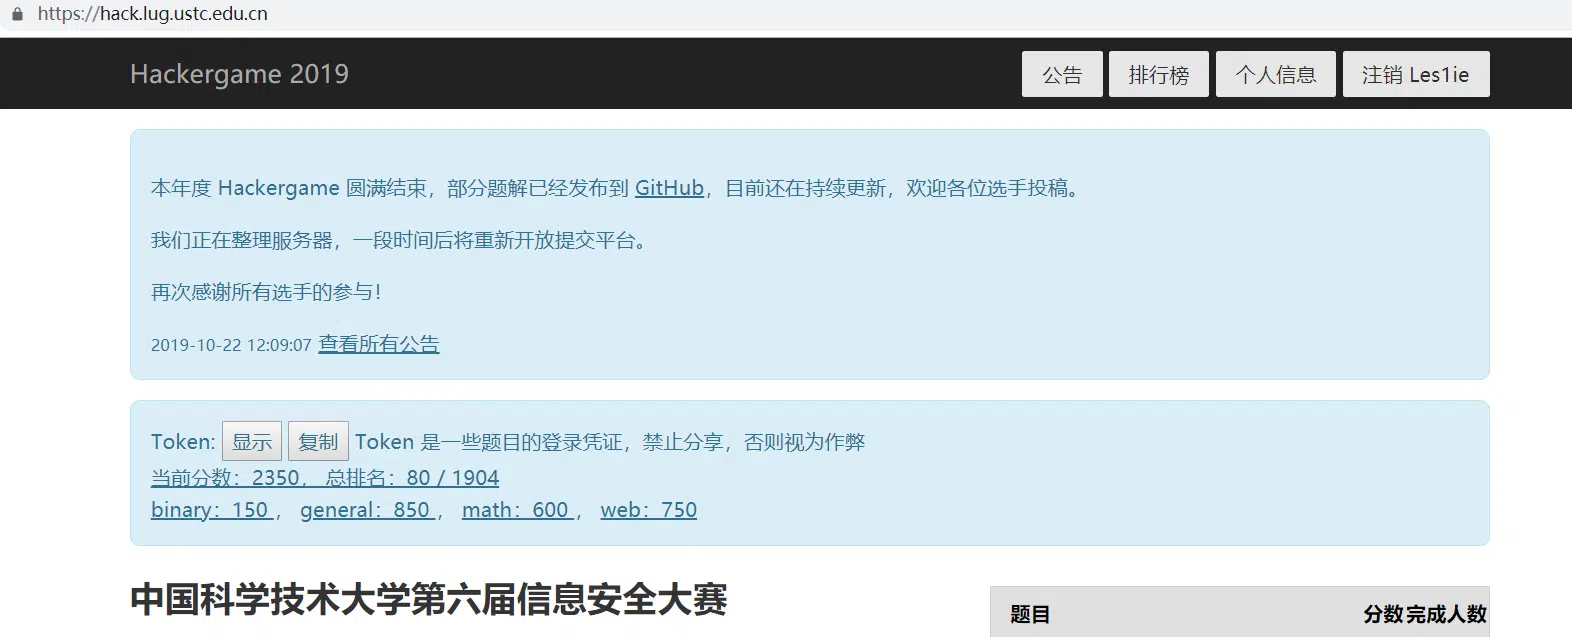 https://hack.lug.ustc.edu.cn
Hackergame 2019 公告 排行榜 个人信息 注销 Les1ie
本年度 Hackergame 圆满结束，部分题解已经发布到 GitHub，目前还在持续更新，欢迎各位选手投稿。
我们正在整理服务器，一段时间后将重新开放提交平台。
再次感谢所有选手的参与！
2019-10-22 12:09:07 查看所有公告
Token: 显示 复制 Token 是一些题目的登录凭证，禁止分享，否则视为作弊
当前分数：2350， 总排名：80 / 1904
binary：150 ， general：850 ， math：600 ， web：750
中国科学技术大学第六届信息安全大赛
题目 分数 完成人数